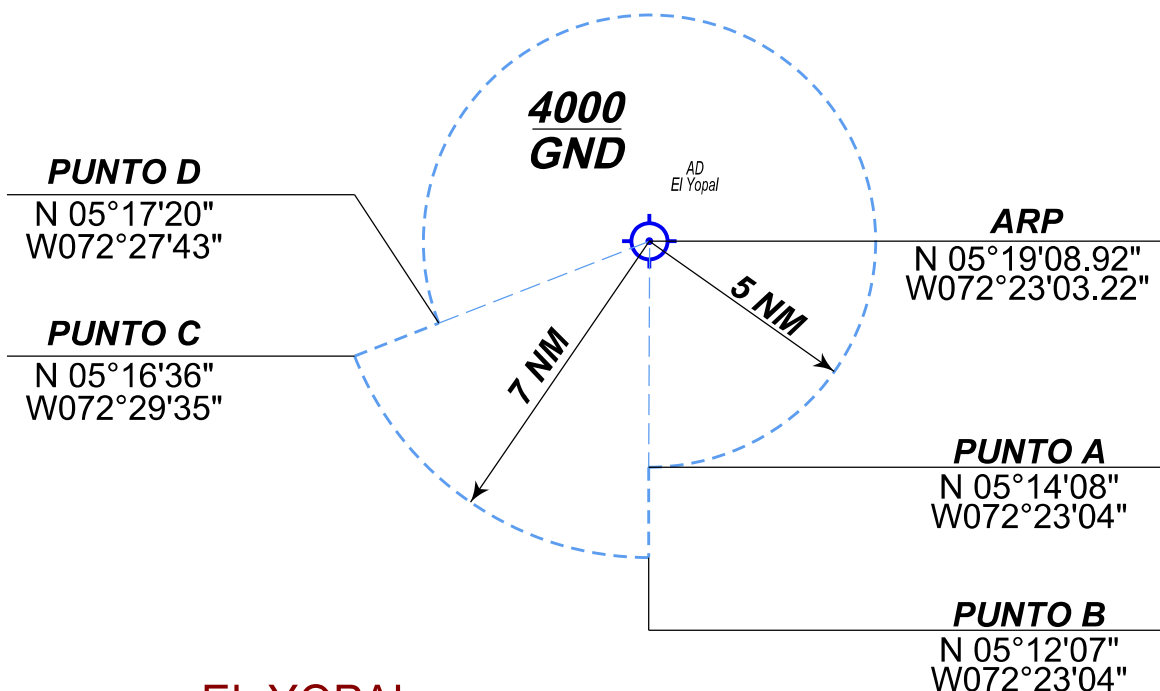 4000
GND
AD
El Yopal
PUNTO D
N 05°17'20"
W072°27'43"
ARP
N 05°19'08.92"
W072°23'03.22"
5 NM
7 NM
PUNTO C
N 05°16'36"
W072°29'35"
PUNTO A
N 05°14'08"
W072°23'04"
PUNTO B
N 05°12'07"
W072°23'04"
EL YOPAL